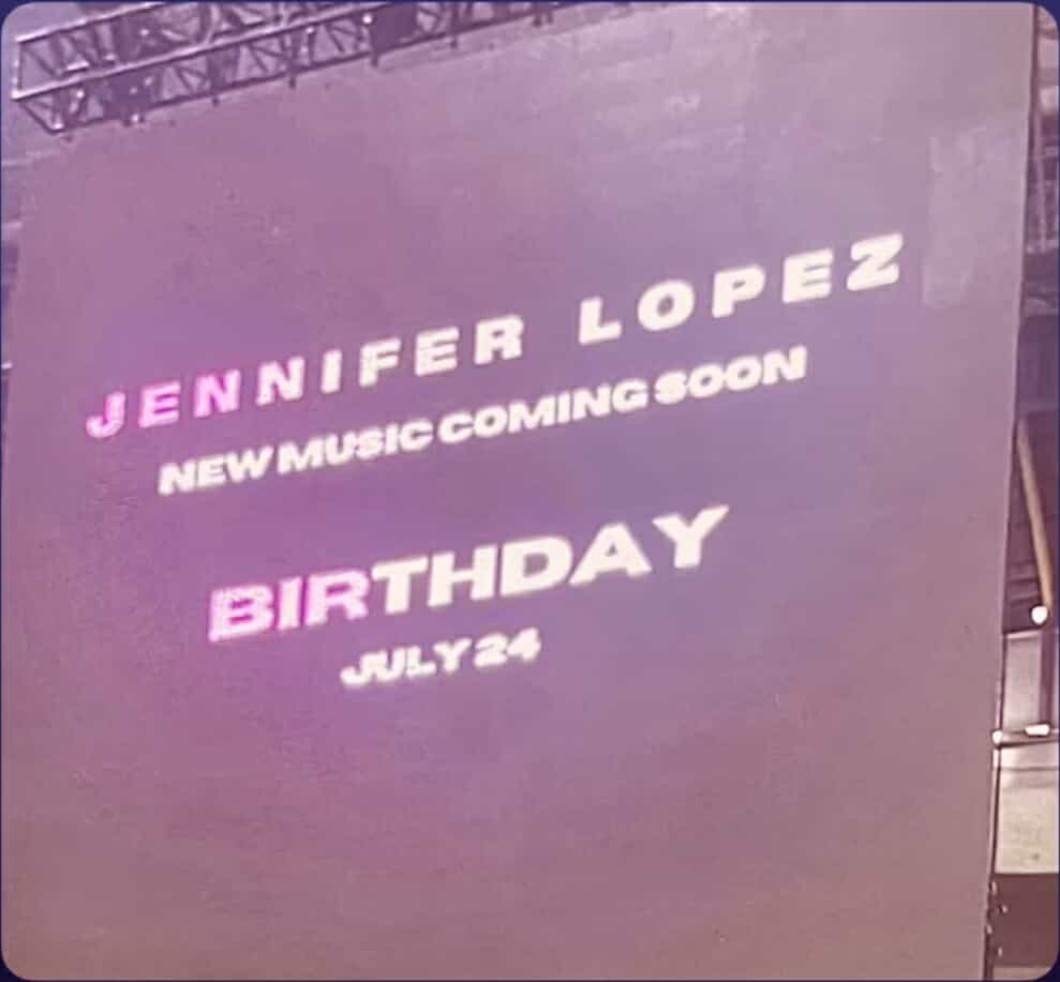 JENNIFER LOPEZ
NEW MUSIC COMING SOON
BIRTHDAY
JULY 24